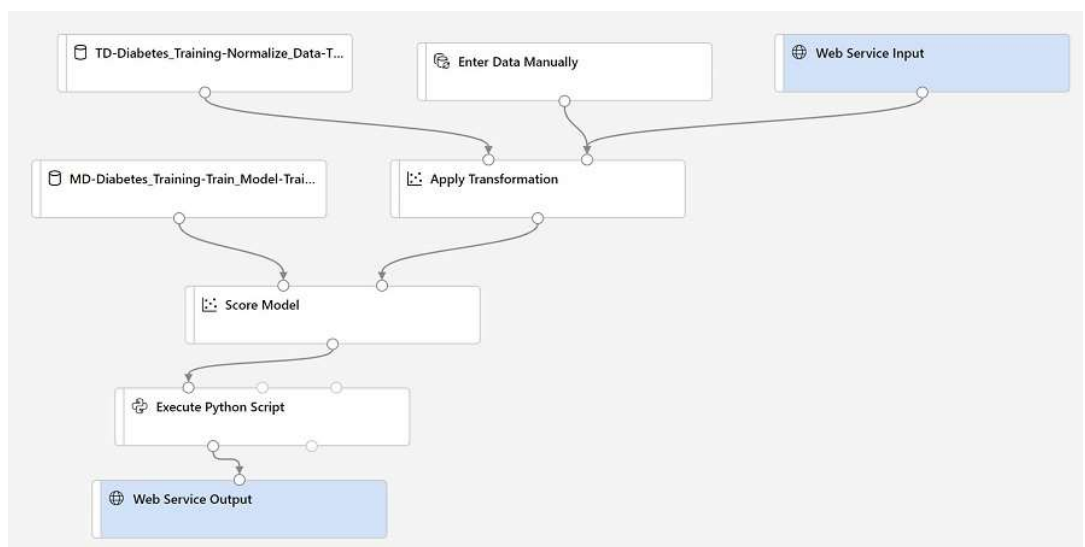 TD-Diabetes_Training-Normalize_Data-T...
Enter Data Manually
Web Service Input
MD-Diabetes_Training-Train_Model-Trai...
Apply Transformation
Score Model
Execute Python Script
Web Service Output